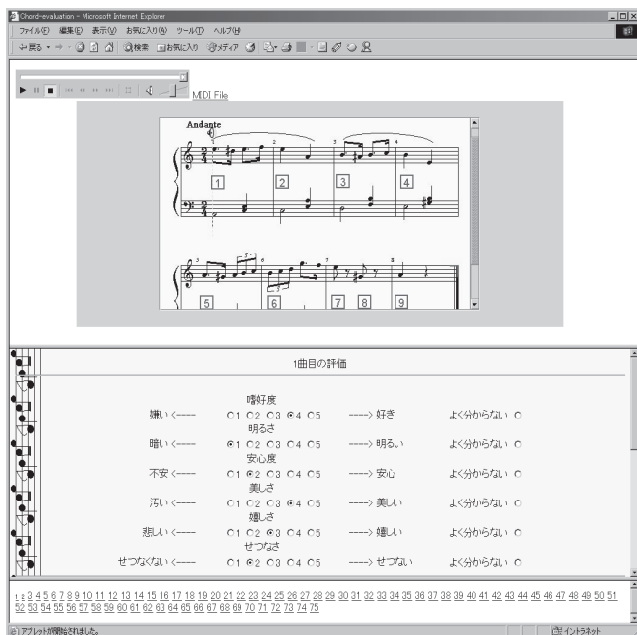 Chord-evaluation - Microsoft Internet Explorer
ファイル(F) 編集(E) 表示(V) お気に入り(A) ツール(T) ヘルプ(H)
戻る 検索 お気に入り メディア
MIDI File
Andante
1 2 3 4
1 2 3 4
5 6 7 8
3
3
5 6 7 8 9
1曲目の評価
嗜好度
嫌い <---- 1 2 3 4 5 ----> 好き よく分からない
明るさ
暗い <---- 1 2 3 4 5 ----> 明るい よく分からない
安心度
不安 <---- 1 2 3 4 5 ----> 安心 よく分からない
美しさ
汚い <---- 1 2 3 4 5 ----> 美しい よく分からない
嬉しさ
悲しい <---- 1 2 3 4 5 ----> 嬉しい よく分からない
せつなさ
せつなくない <---- 1 2 3 4 5 ----> せつない よく分からない
1 2 3 4 5 6 7 8 9 10 11 12 13 14 15 16 17 18 19 20 21 22 23 24 25 26 27 28 29 30 31 32 33 34 35 36 37 38 39 40 41 42 43 44 45 46 47 48 49 50 51
52 53 54 55 56 57 58 59 60 61 62 63 64 65 66 67 68 69 70 71 72 73 74 75
アプレットが開始されました。 イントラネット